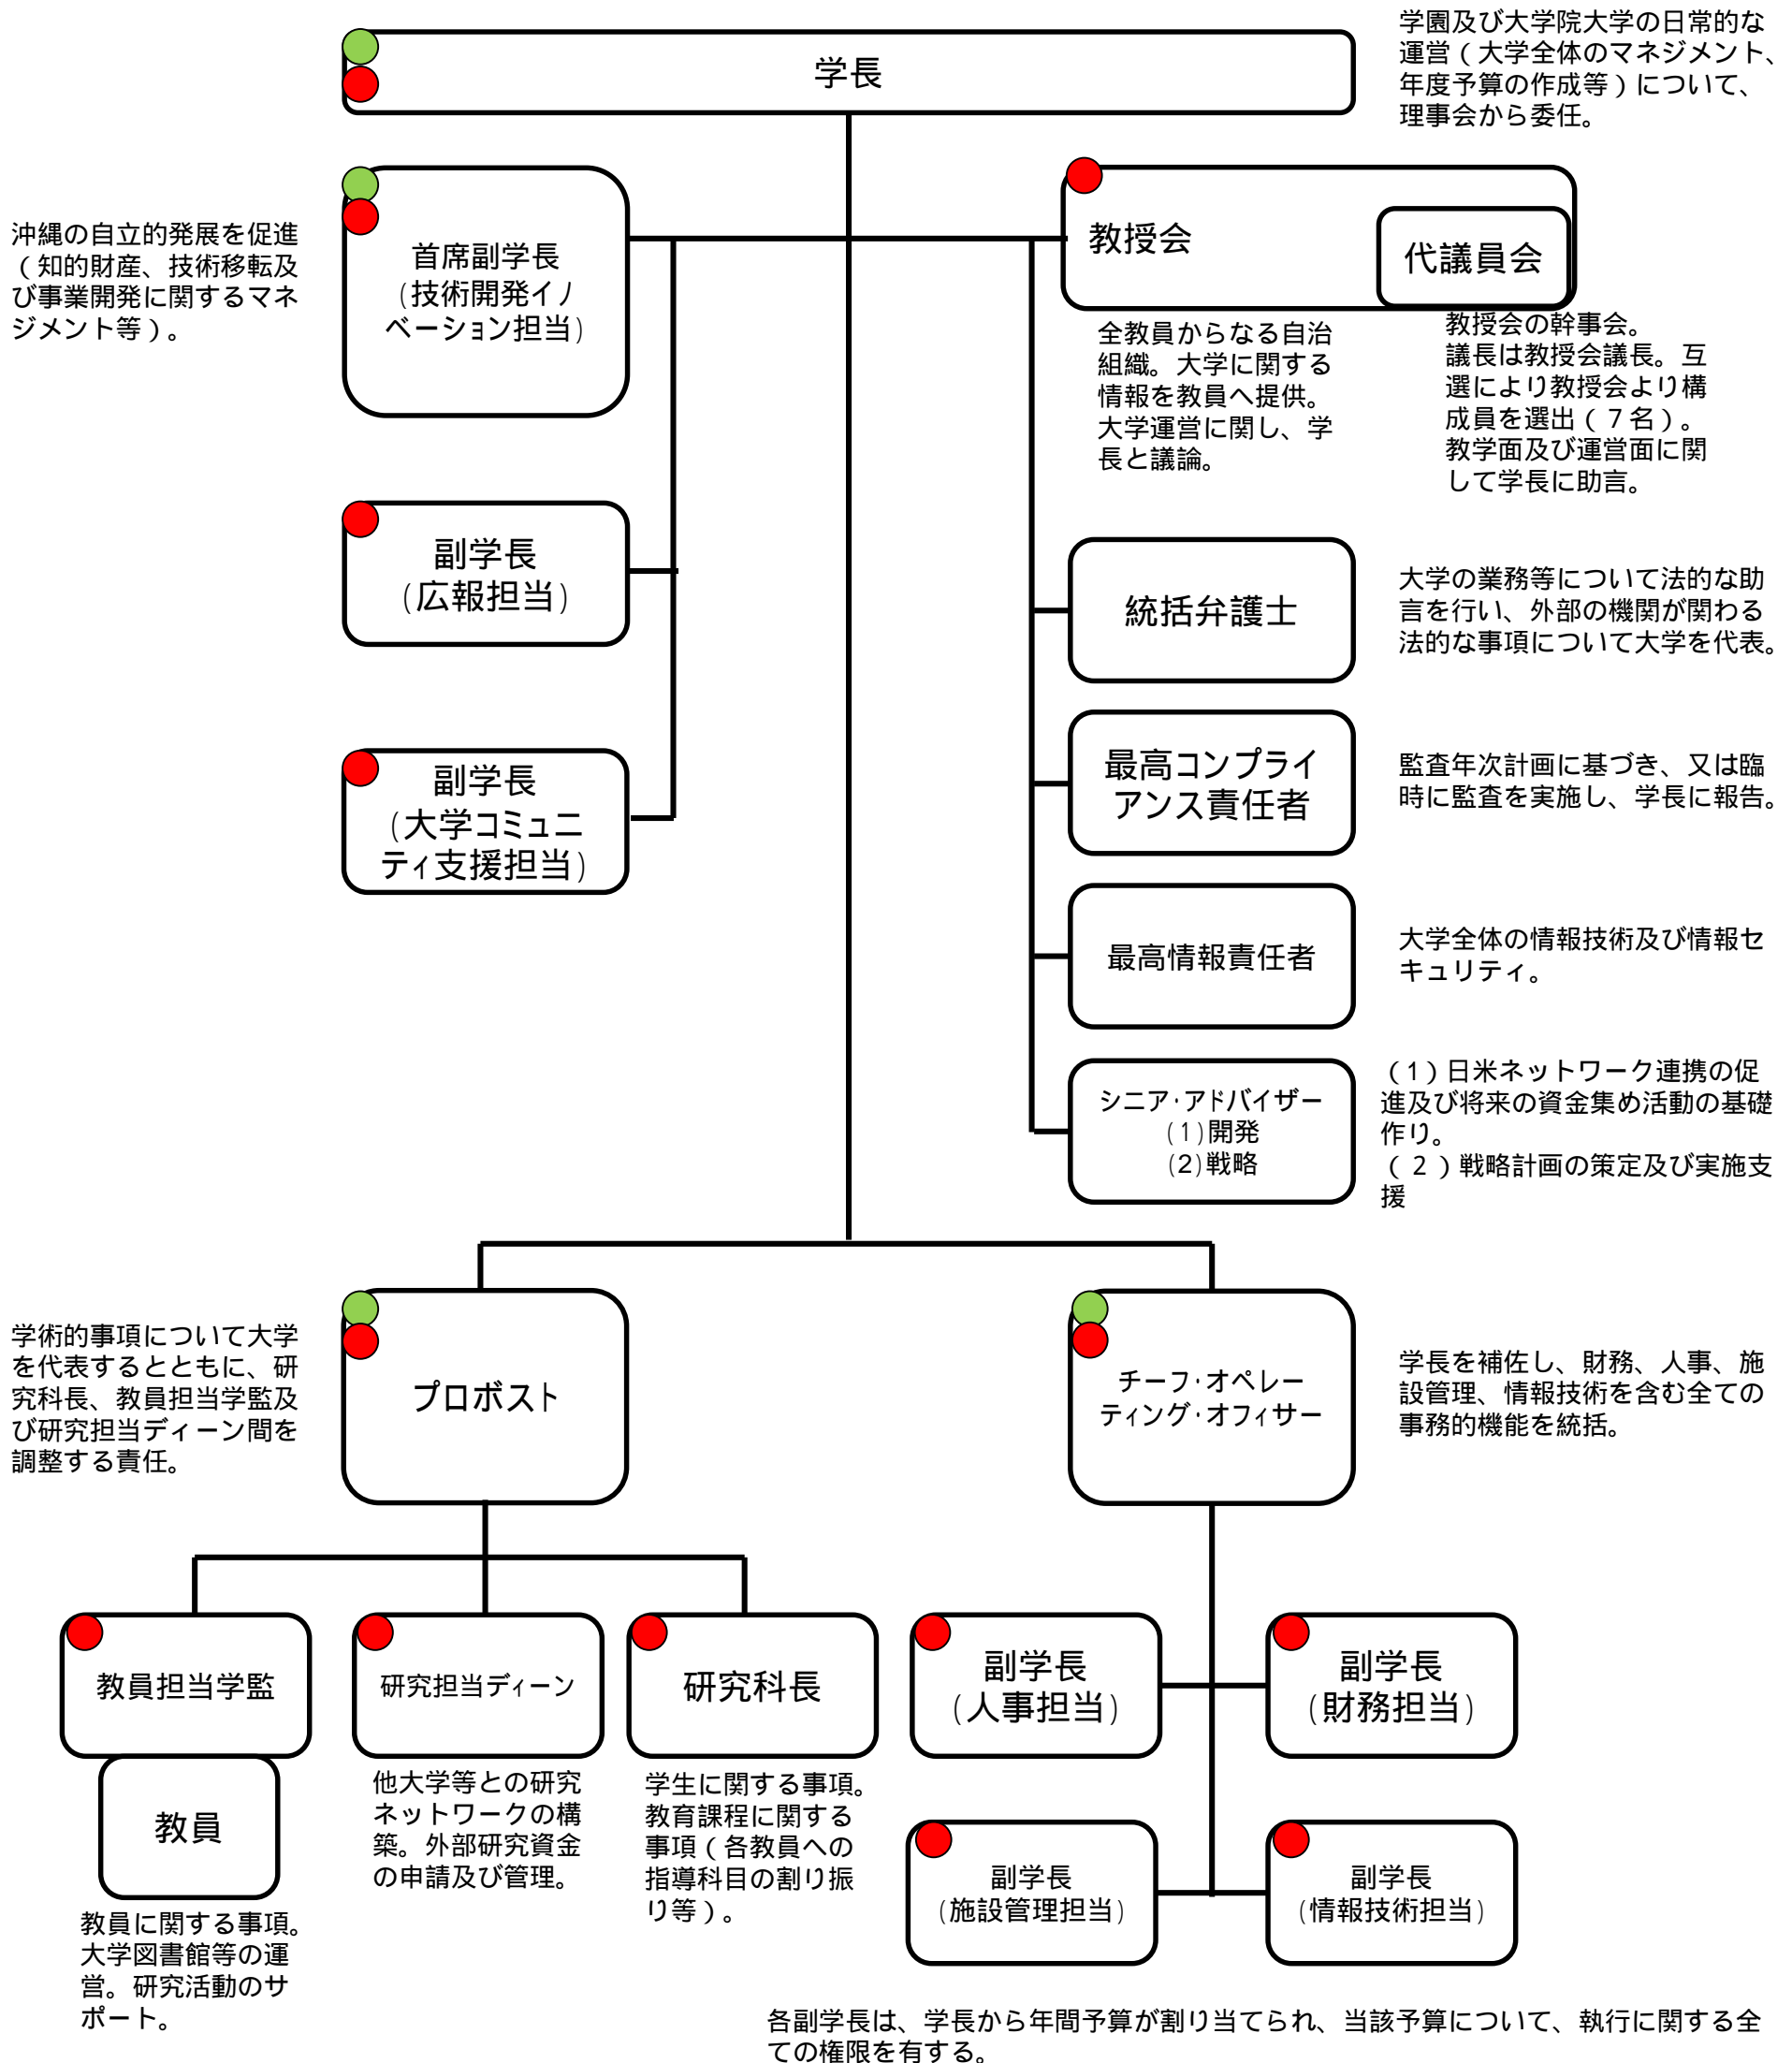 学長
学園及び大学院大学の日常的な
運営（大学全体のマネジメント、
年度予算の作成等）について、
理事会から委任。
沖縄の自立的発展を促進
（知的財産、技術移転及
び事業開発に関するマネ
ジメント等）。
首席副学長
(技術開発イノ
ベーション担当)
教授会
代議員会
全教員からなる自治
組織。大学に関する
情報を教員へ提供。
大学運営に関し、学
長と議論。
教授会の幹事会。
議長は教授会議長。互
選により教授会より構
成員を選出（７名）。
教学面及び運営面に関
して学長に助言。
副学長
(広報担当)
統括弁護士
大学の業務等について法的な助
言を行い、外部の機関が関わる
法的な事項について大学を代表。
副学長
(大学コミュニ
ティ支援担当)
最高コンプライ
アンス責任者
監査年次計画に基づき、又は臨
時に監査を実施し、学長に報告。
最高情報責任者
大学全体の情報技術及び情報セ
キュリティ。
シニア・アドバイザー
(1)開発
(2)戦略
（1）日米ネットワーク連携の促
進及び将来の資金集め活動の基礎
作り。
（２）戦略計画の策定及び実施支
援
学術的事項について大学
を代表するとともに、研
究科長、教員担当学監及
び研究担当ディーン間を
調整する責任。
プロボスト
チーフ・オペレー
ティング・オフィサー
学長を補佐し、財務、人事、施
設管理、情報技術を含む全ての
事務的機能を統括。
教員担当学監
研究担当ディーン
研究科長
副学長
(人事担当)
副学長
(財務担当)
教員
教員に関する事項。
大学図書館等の運
営。研究活動のサ
ポート。
他大学等との研究
ネットワークの構
築。外部研究資金
の申請及び管理。
学生に関する事項。
教育課程に関する
事項（各教員への
指導科目の割り振
り等）。
副学長
(施設管理担当)
副学長
(情報技術担当)
各副学長は、学長から年間予算が割り当てられ、当該予算について、執行に関する全
ての権限を有する。